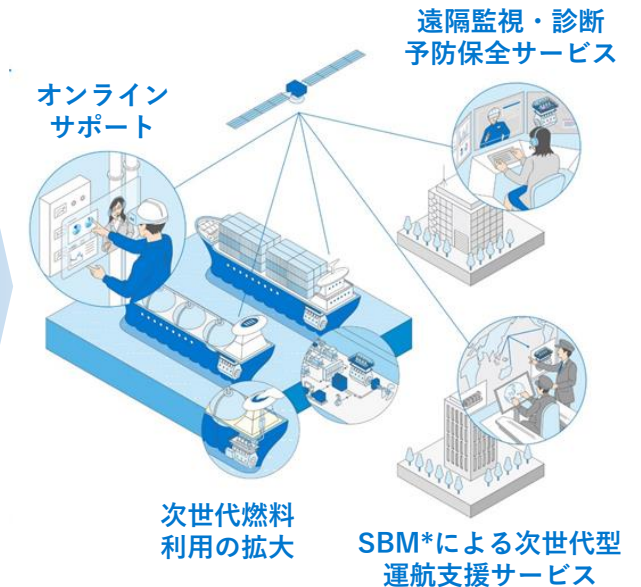 遠隔監視・診断
予防保全サービス
オンライン
サポート
次世代燃料
利用の拡大
SBM*による次世代型
運航支援サービス